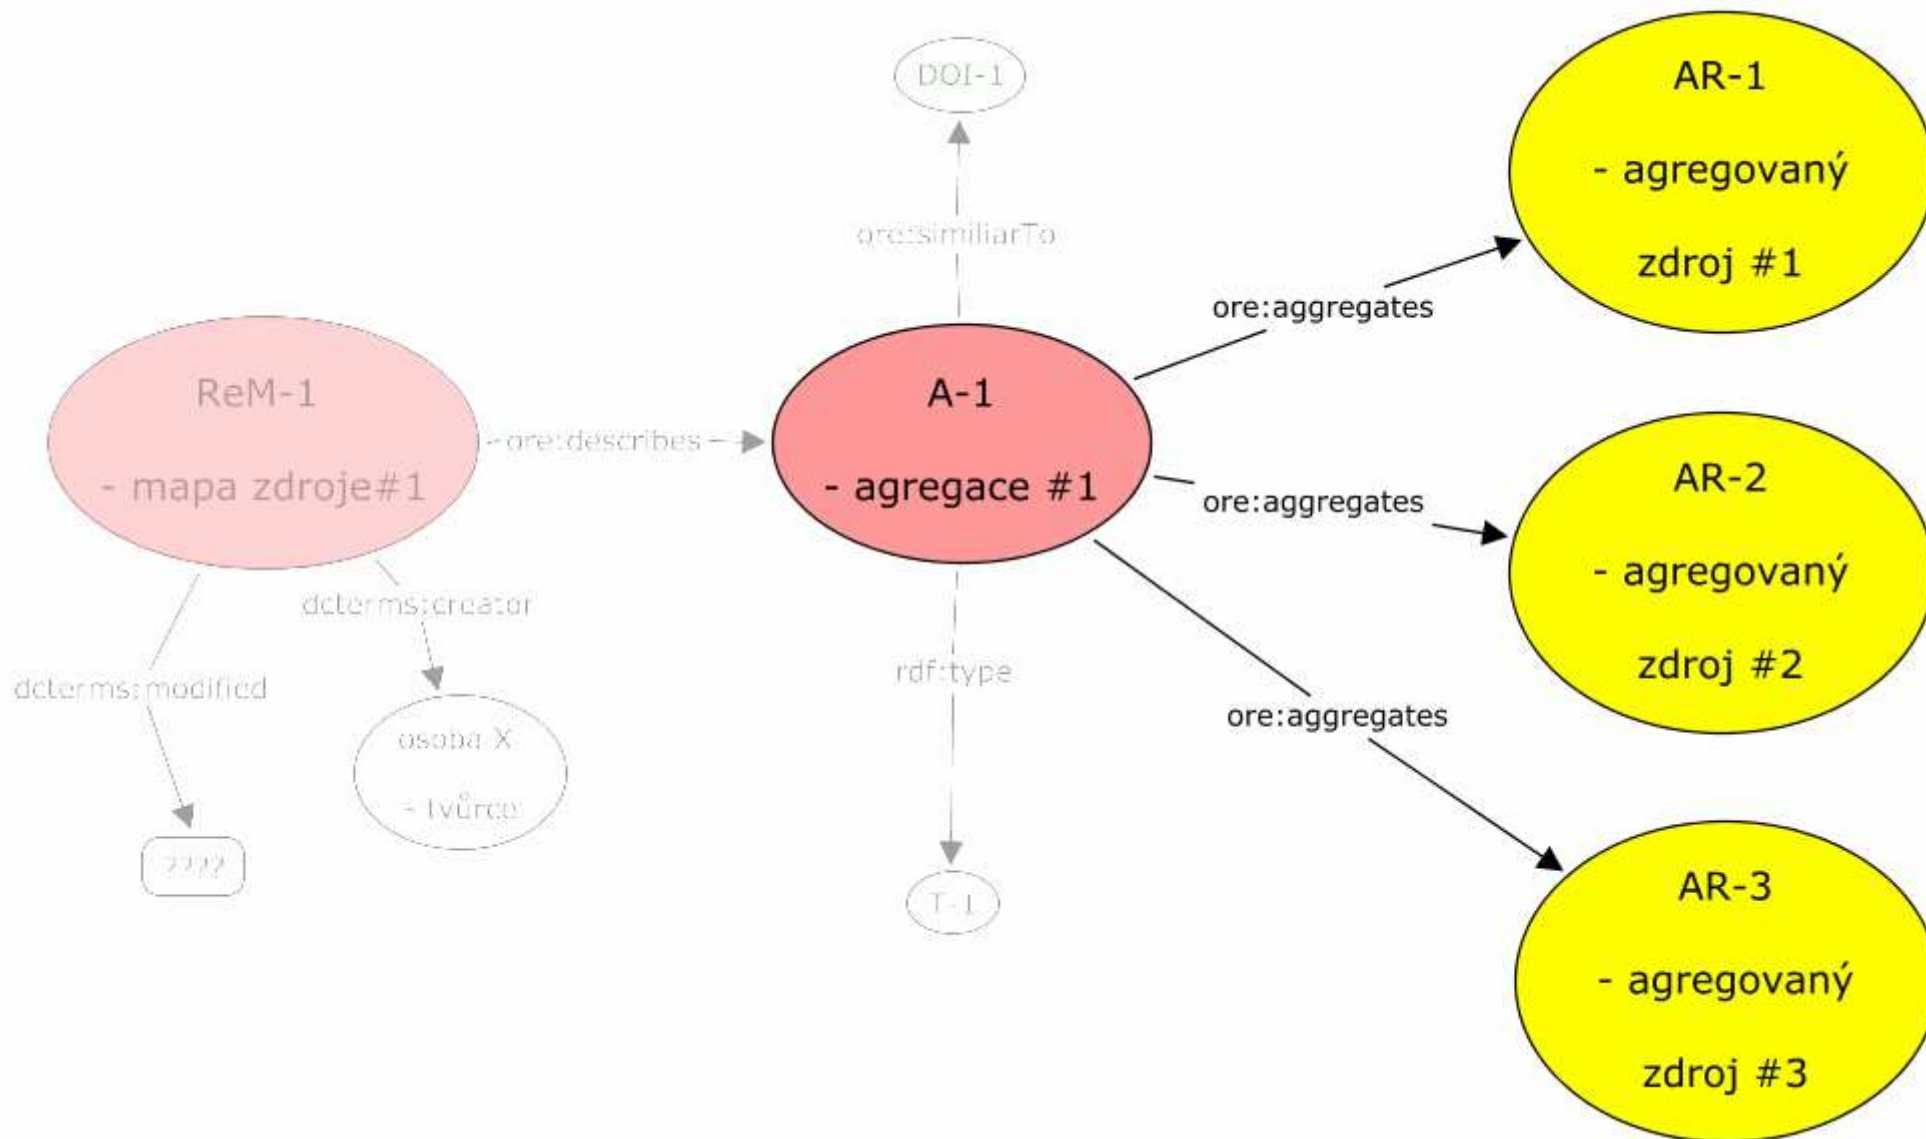 DOI-1
ore:similiarTo
ReM-1
- mapa zdroje#1
ore:describes
A-1
- agregace #1
ore:aggregates
AR-1
- agregovaný
zdroj #1
ore:aggregates
AR-2
- agregovaný
zdroj #2
ore:aggregates
AR-3
- agregovaný
zdroj #3
dcterms:creator
dcterms:modified
osoba X
- tvůrce
????
rdf:type
T-1